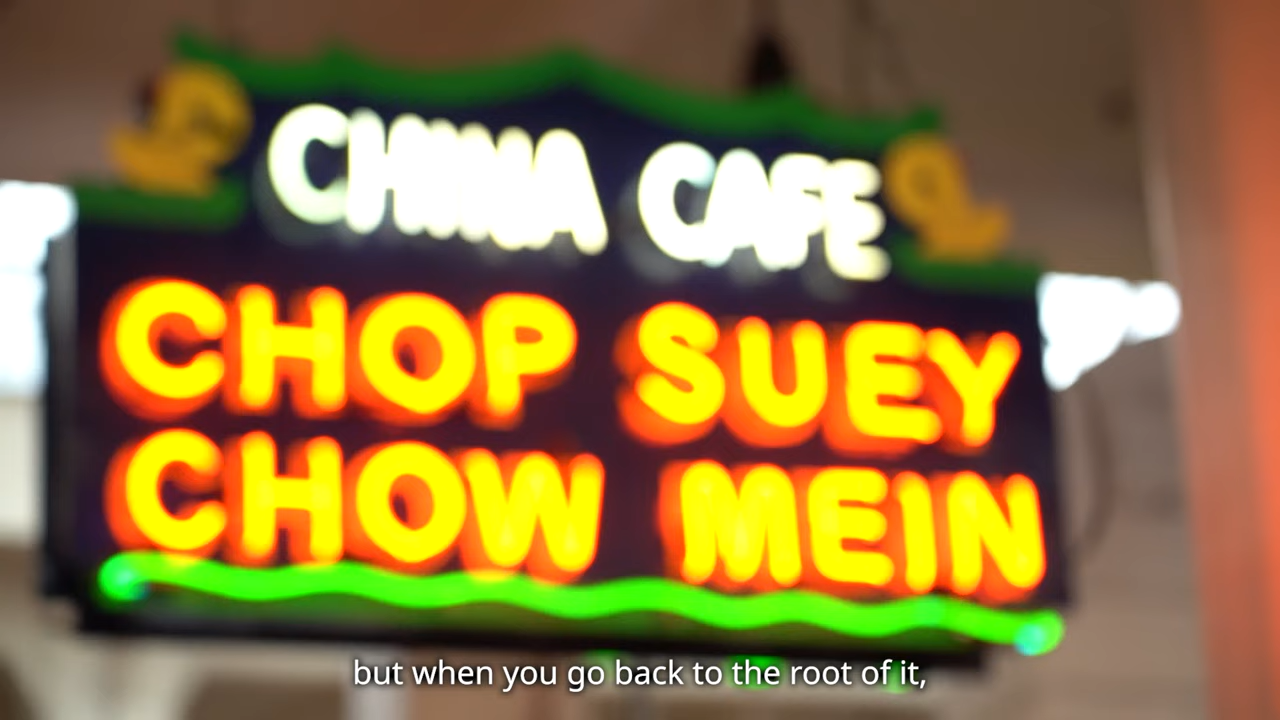 CHINA CAFE
CHOP SUEY
CHOW MEIN
but when you go back to the root of it,